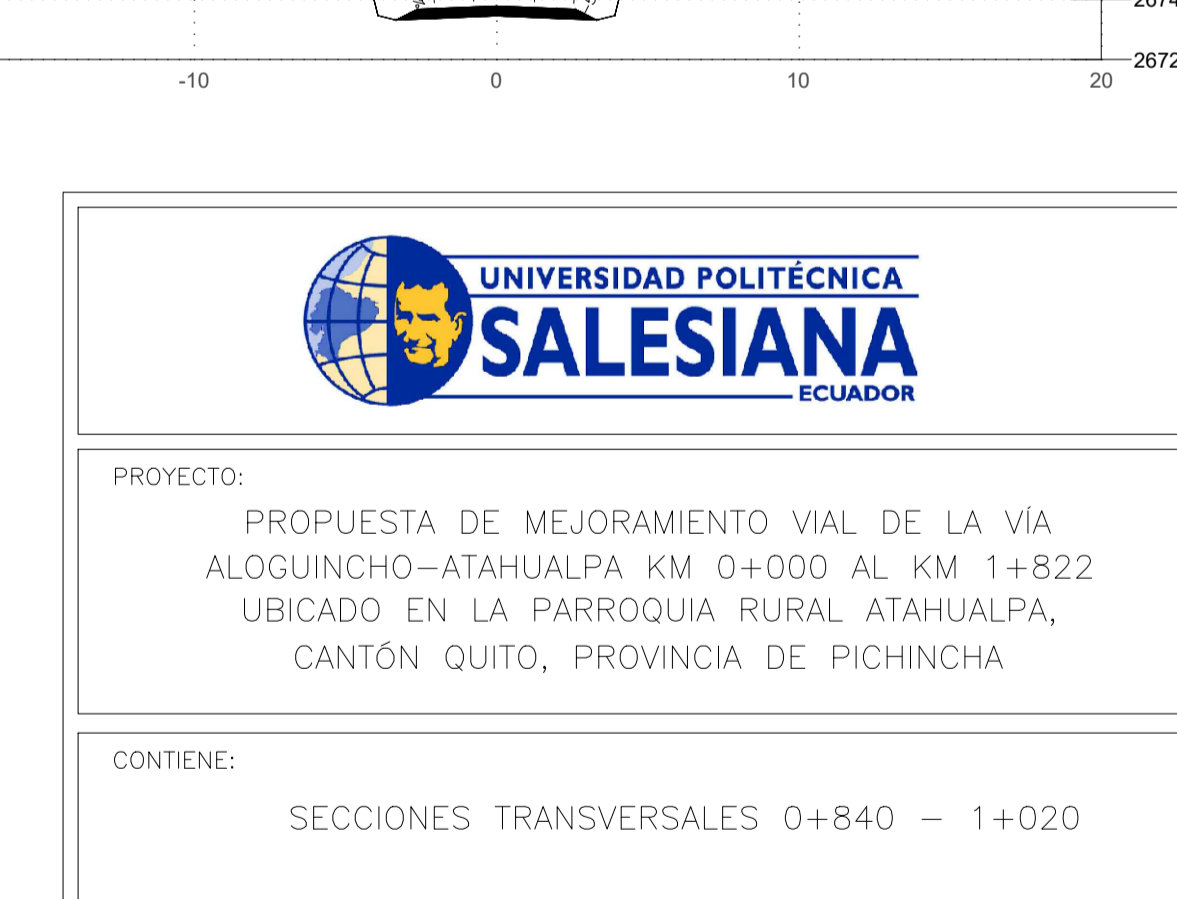 2674
-10
0
10
20
2672
UNIVERSIDAD POLITÉCNICA
SALESIANA
ECUADOR
PROYECTO:
PROPUESTA DE MEJORAMIENTO VIAL DE LA VÍA
ALOGUINCHO-ATAHUALPA KM 0+000 AL KM 1+822
UBICADO EN LA PARROQUIA RURAL ATAHUALPA,
CANTÓN QUITO, PROVINCIA DE PICHINCHA
CONTIENE:
SECCIONES TRANSVERSALES 0+840 - 1+020